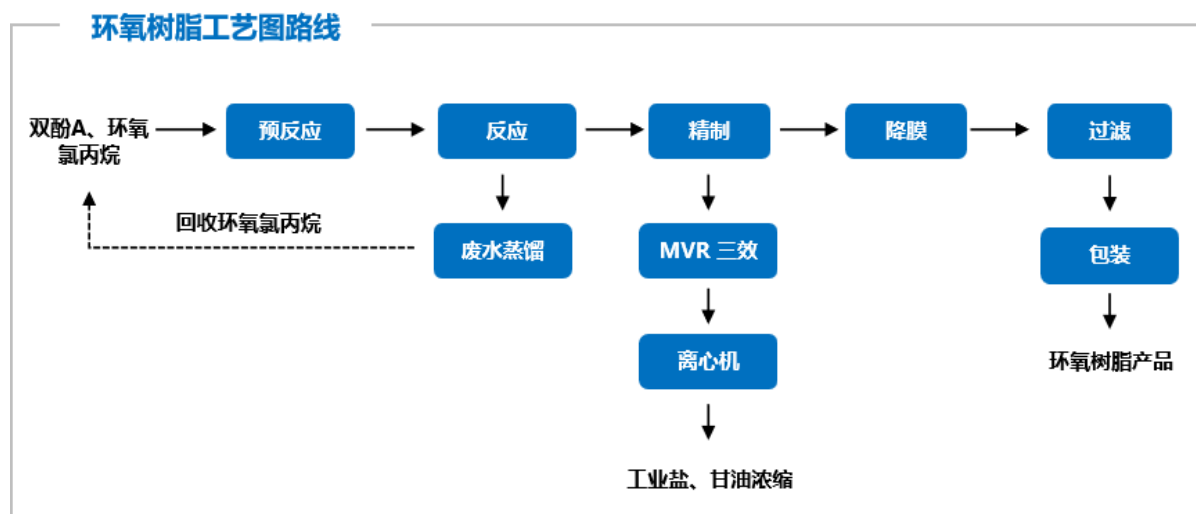 环氧树脂工艺图路线
双酚A、环氧
氯丙烷
预反应
反应
精制
降膜
过滤
回收环氧氯丙烷
废水蒸馏
MVR 三效
包装
离心机
环氧树脂产品
工业盐、甘油浓缩